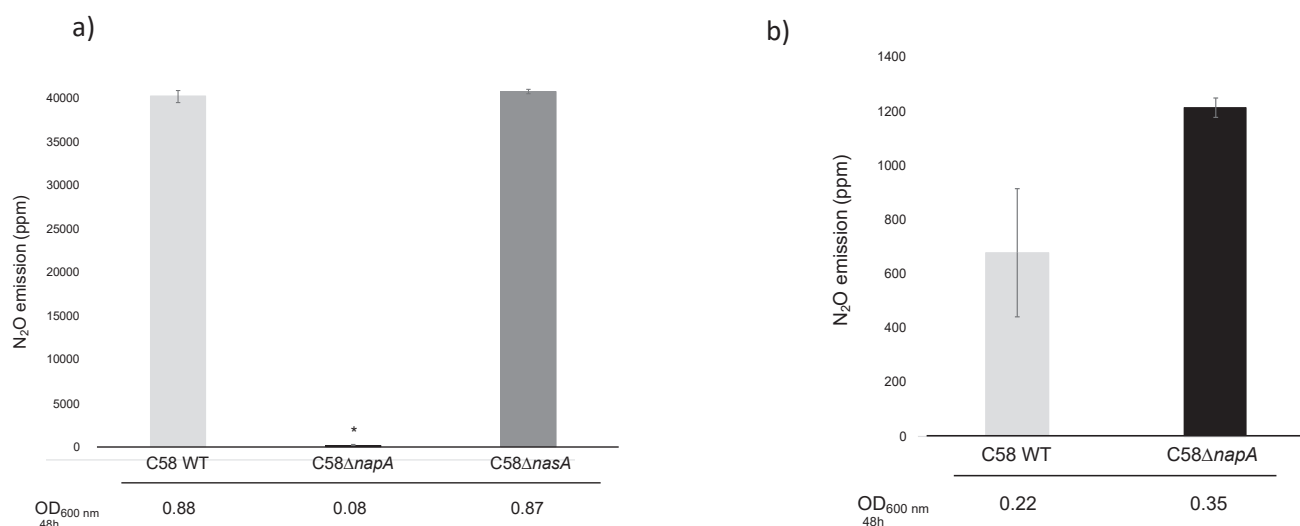 a)
N₂O emission (ppm)
40000
35000
30000
25000
20000
15000
10000
5000
0
*
C58 WT C58ΔnapA C58ΔnasA
OD600 nm 0.88 0.08 0.87
48h
b)
N₂O emission (ppm)
1400
1200
1000
800
600
400
200
0
C58 WT C58ΔnapA
OD600 nm 0.22 0.35
48h